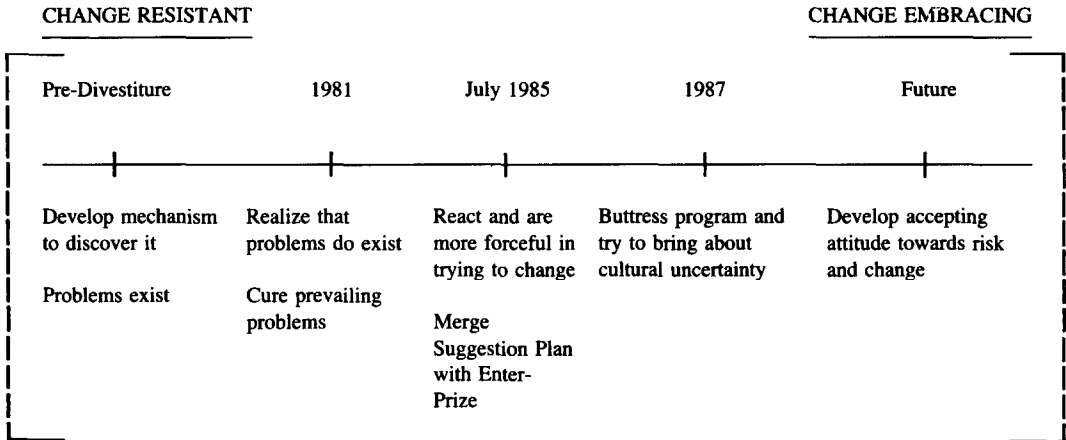 CHANGE RESISTANT
CHANGE EMBRACING
Pre-Divestiture
1981
July 1985
1987
Future
Develop mechanism
to discover it
Problems exist
Realize that
problems do exist
Cure prevailing
problems
React and are
more forceful in
trying to change
Merge
Suggestion Plan
with Enter-
Prize
Buttress program and
try to bring about
cultural uncertainty
Develop accepting
attitude towards risk
and change